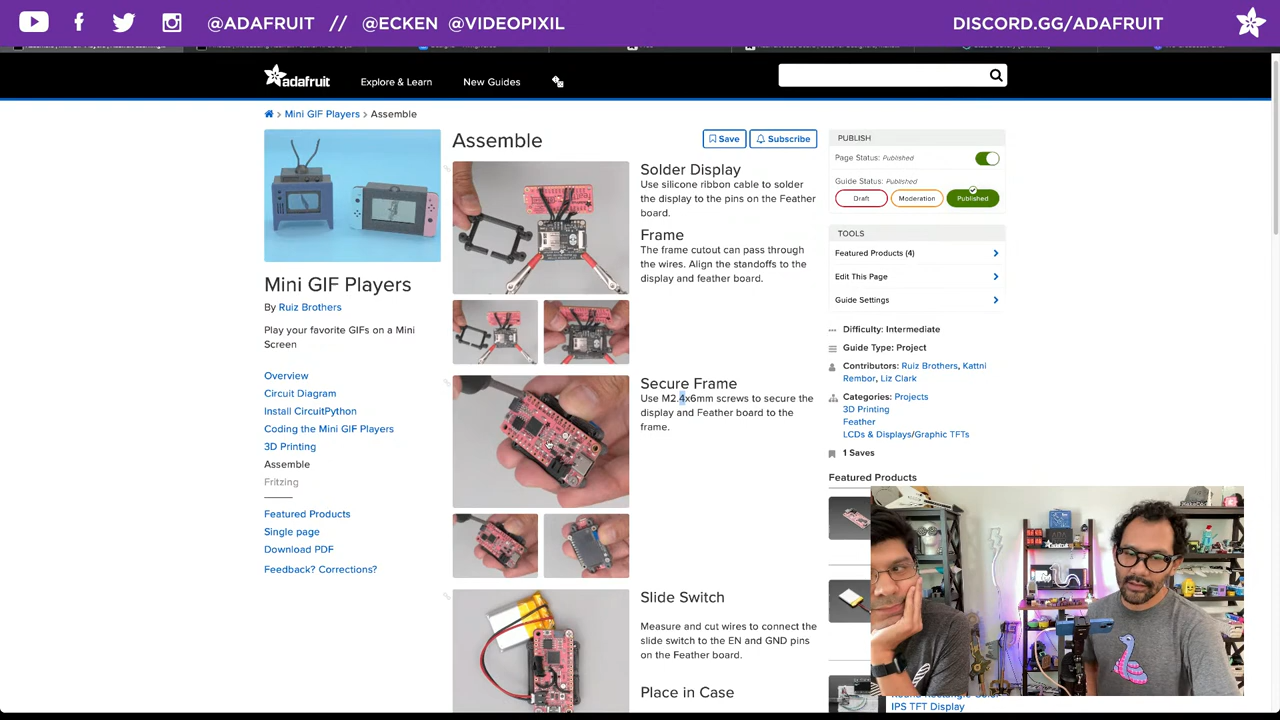 @ADAFRUIT // @ECKEN @VIDEOPIXIL
DISCORD.GG/ADAFRUIT
adafruit
Explore & Learn
New Guides
Mini GIF Players > Assemble
Mini GIF Players
By Ruiz Brothers
Play your favorite GIFs on a Mini
Screen
Overview
Circuit Diagram
Install CircuitPython
Coding the Mini GIF Players
3D Printing
Assemble
Fritzing
Featured Products
Single page
Download PDF
Feedback? Corrections?
Assemble
Save
Subscribe
Solder Display
Use silicone ribbon cable to solder
the display to the pins on the Feather
board.
Frame
The frame cutout can pass through
the wires. Align the standoffs to the
display and feather board.
Secure Frame
Use M2.4x6mm screws to secure the
display and Feather board to the
frame.
Slide Switch
Measure and cut wires to connect the
slide switch to the EN and GND pins
on the Feather board.
Place in Case
PUBLISH
Page Status: Published
Guide Status: Published
Draft
Moderation
Published
TOOLS
Featured Products (4)
Edit This Page
Guide Settings
Difficulty: Intermediate
Guide Type: Project
Contributors: Ruiz Brothers, Kattni
Rembor, Liz Clark
Categories: Projects
3D Printing
Feather
LCDs & Displays/Graphic TFTs
1 Saves
Featured Products
IPS TFT Display